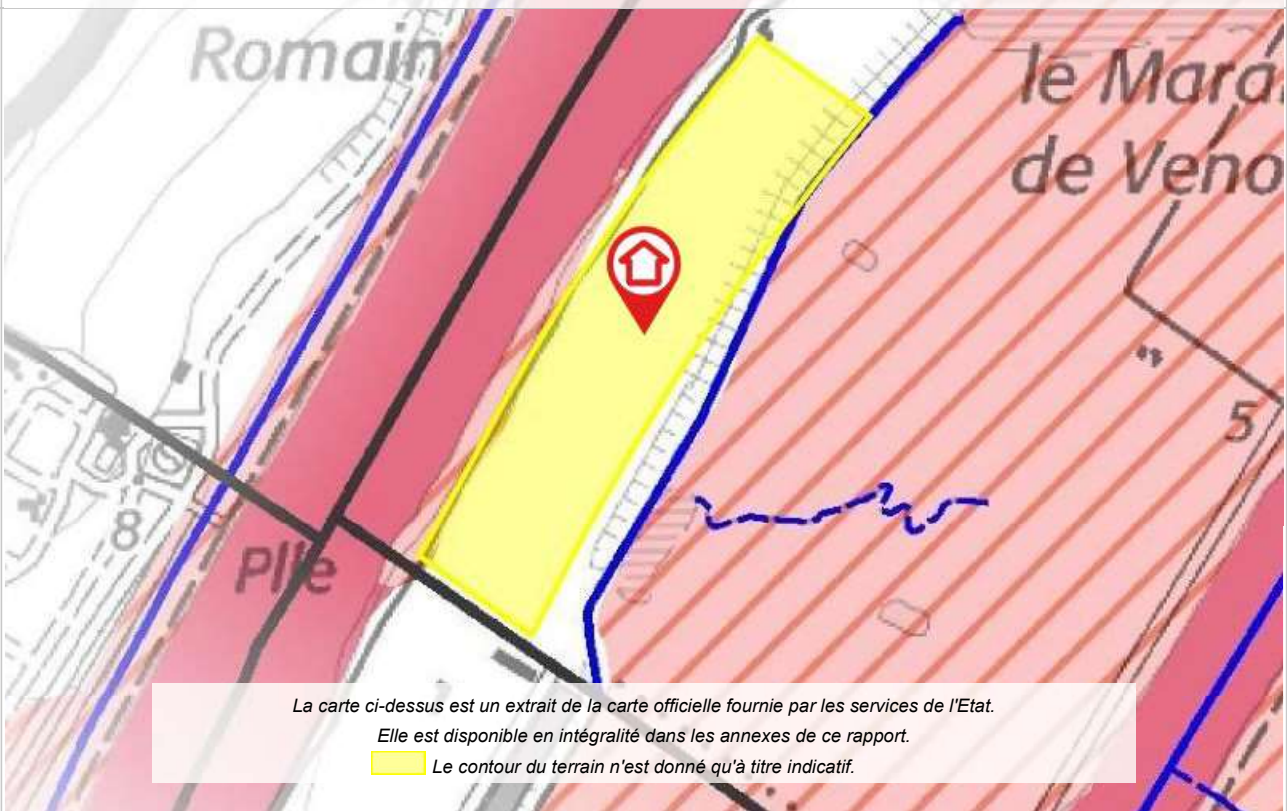 Romain
le Mara
de Veno
5
8
Plle
La carte ci-dessus est un extrait de la carte officielle fournie par les services de l'Etat.
Elle est disponible en intégralité dans les annexes de ce rapport.
Le contour du terrain n'est donné qu'à titre indicatif.